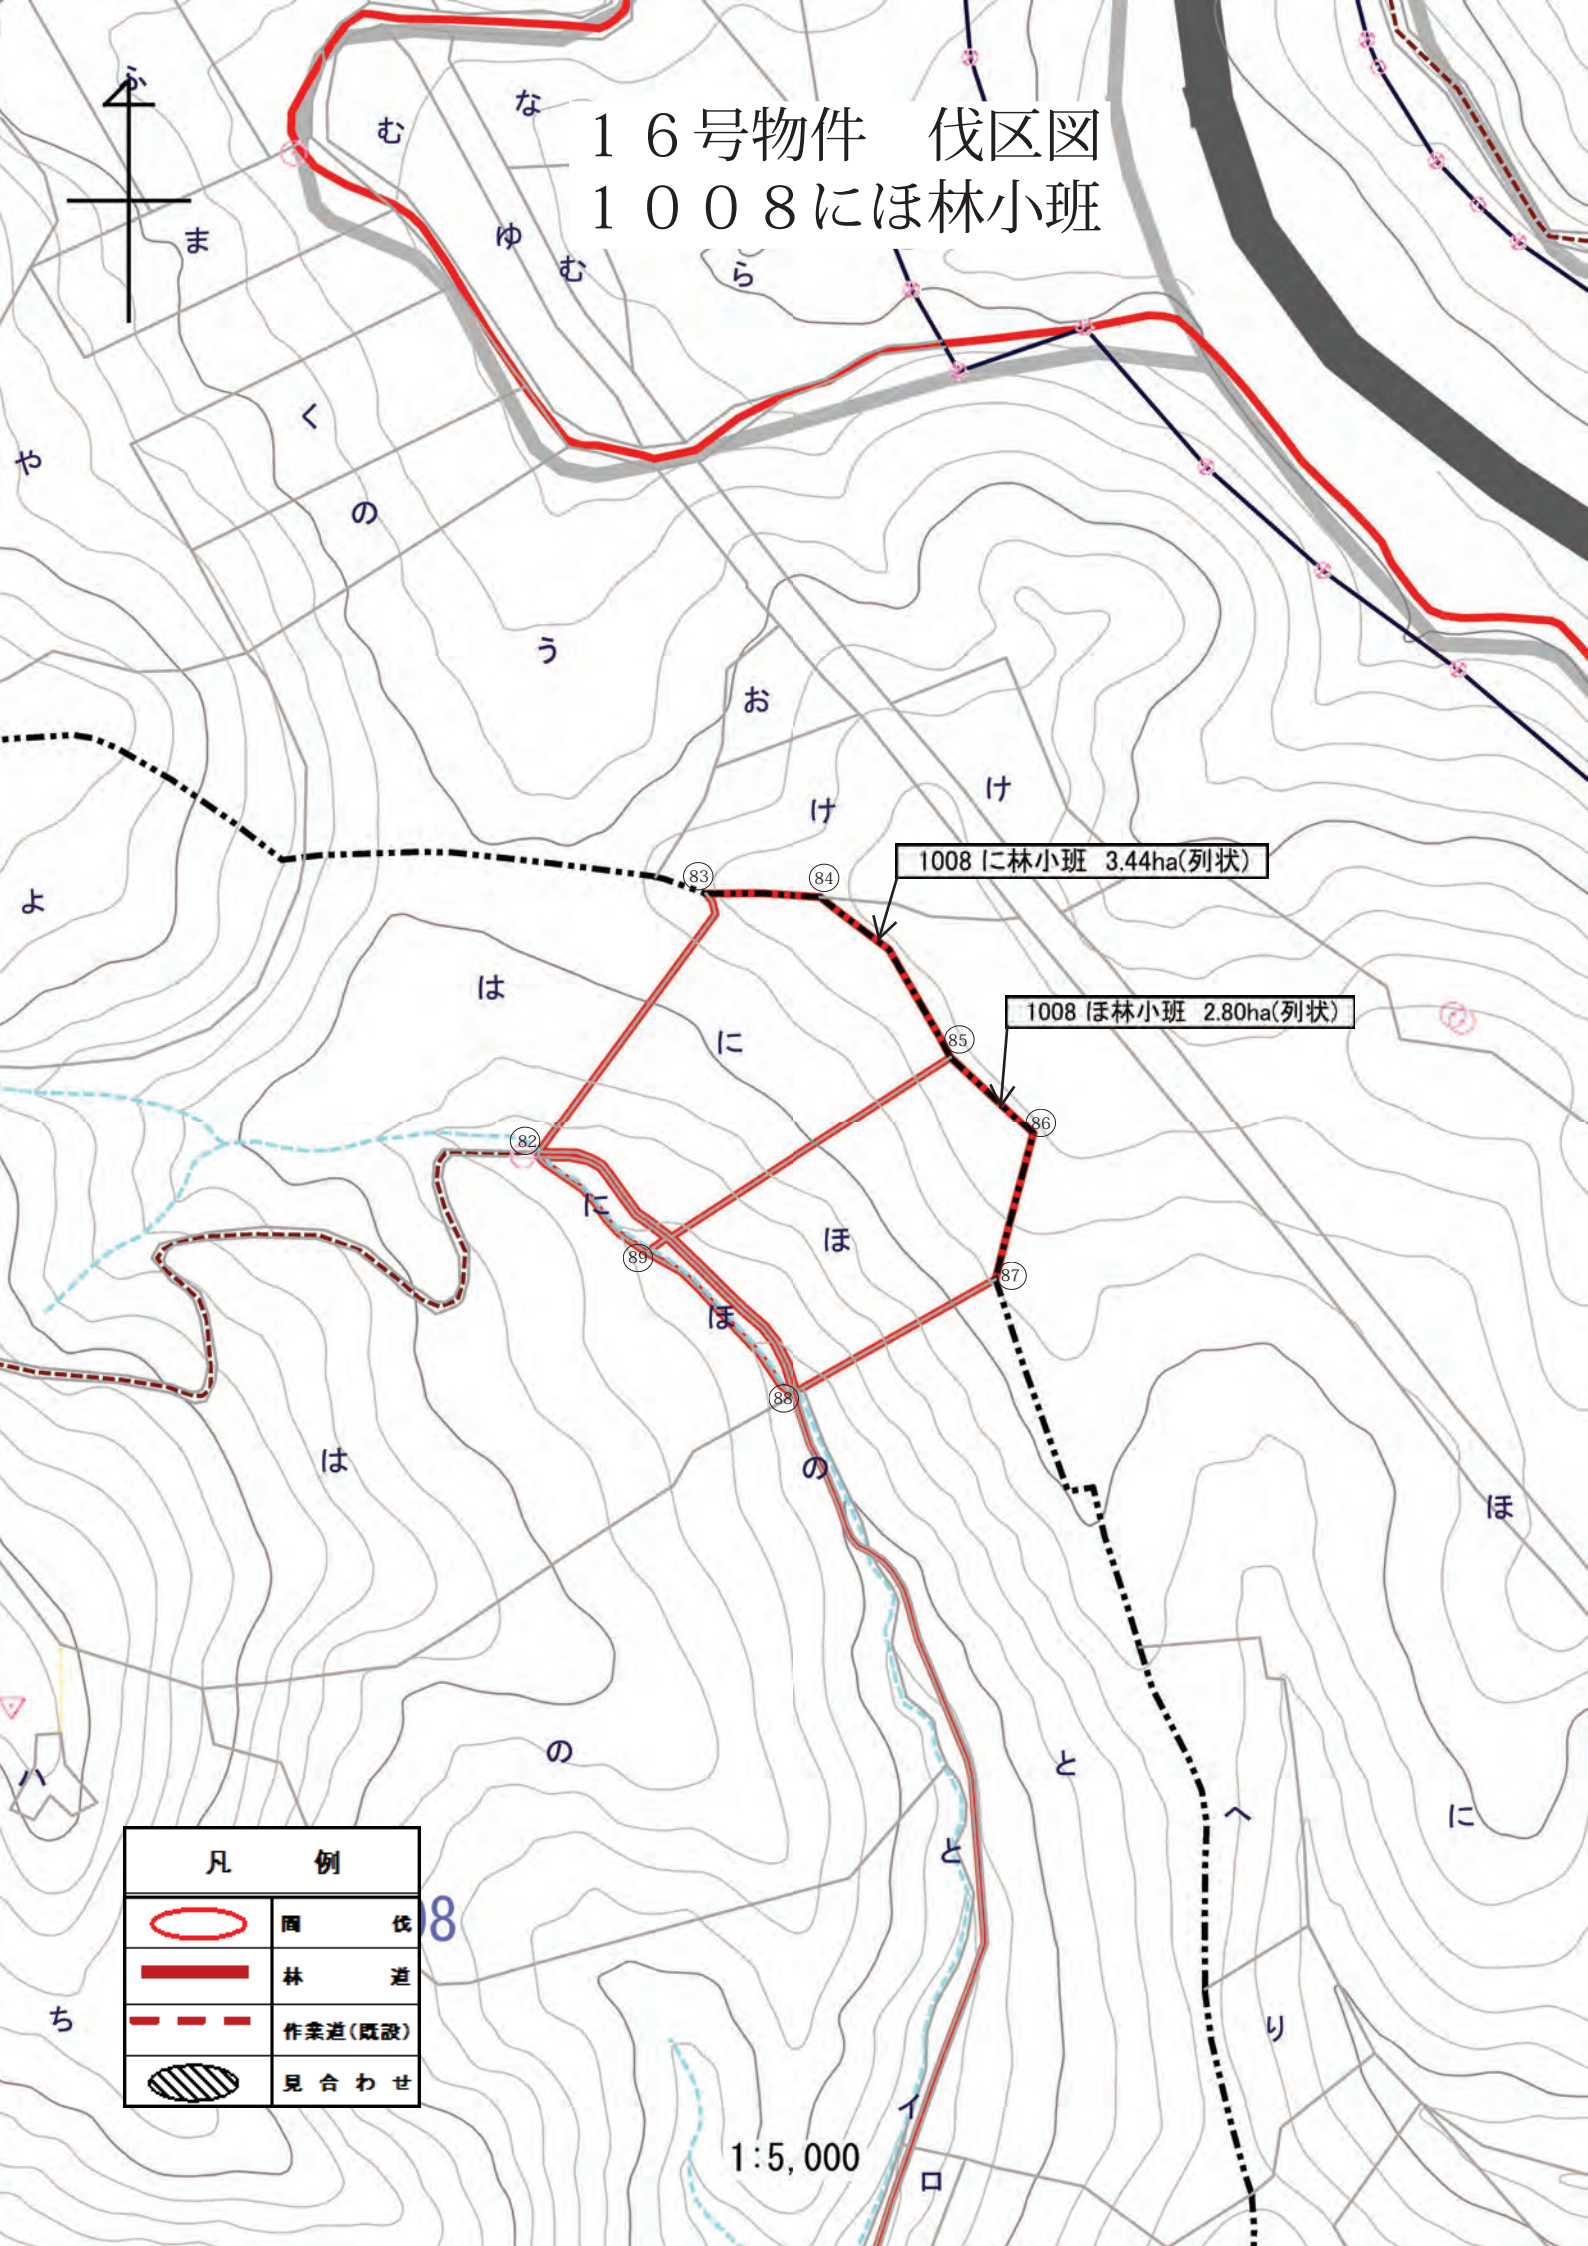 １６号物件　伐区図
１００８にほ林小班
ふ
な
む
ま
ゆ
む
ら
く
や
の
う
お
け
け
1008 に林小班 3.44ha(列状)
83
84
よ
は
1008 ほ林小班 2.80ha(列状)
に
85
86
82
に
ほ
89
87
ほ
88
は
の
ほ
の
と
ハ
へ
に
と
凡 例
間 伐
8
林 道
作業道(既設)
見 合 わ せ
ち
り
イ
1:5,000
ロ